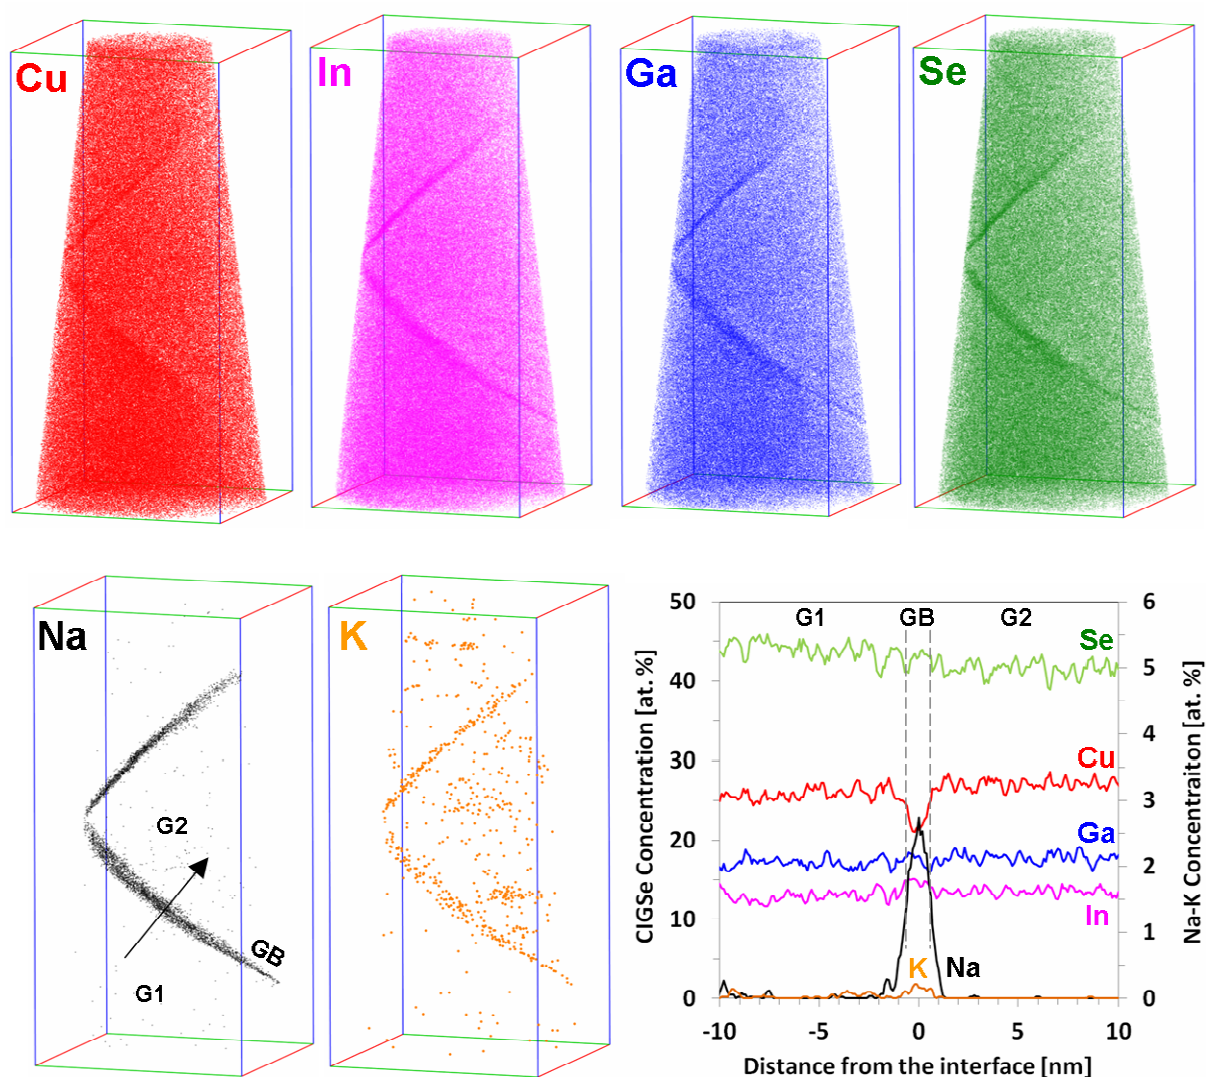 Cu
In
Ga
Se
Na
G2
GB
G1
K
50
40
30
20
10
0
CIGSe Concentration [at. %]
G1
GB
G2
Se
Cu
Ga
In
K
Na
6
5
4
3
2
1
0
Na-K Concentraiton [at. %]
-10
-5
0
5
10
Distance from the interface [nm]